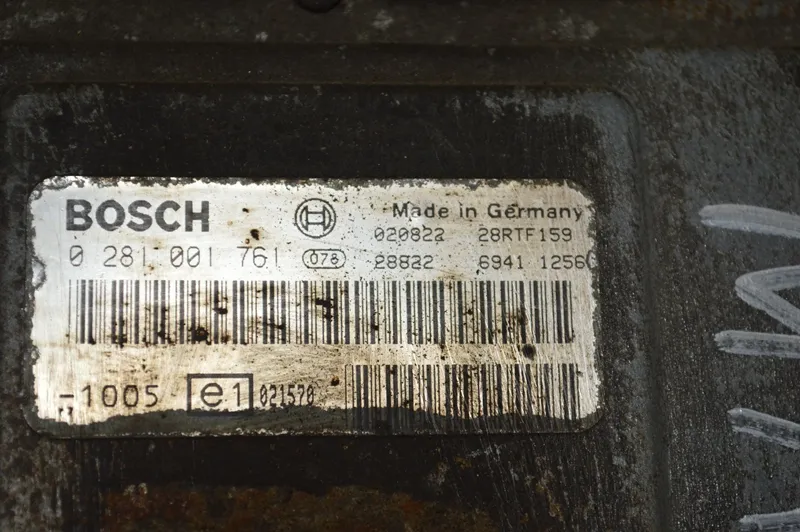 BOSCH
Made in Germany
020822 28RTF159
0 281 001 761 078 28822 6941 1256
-1005 e1 021570